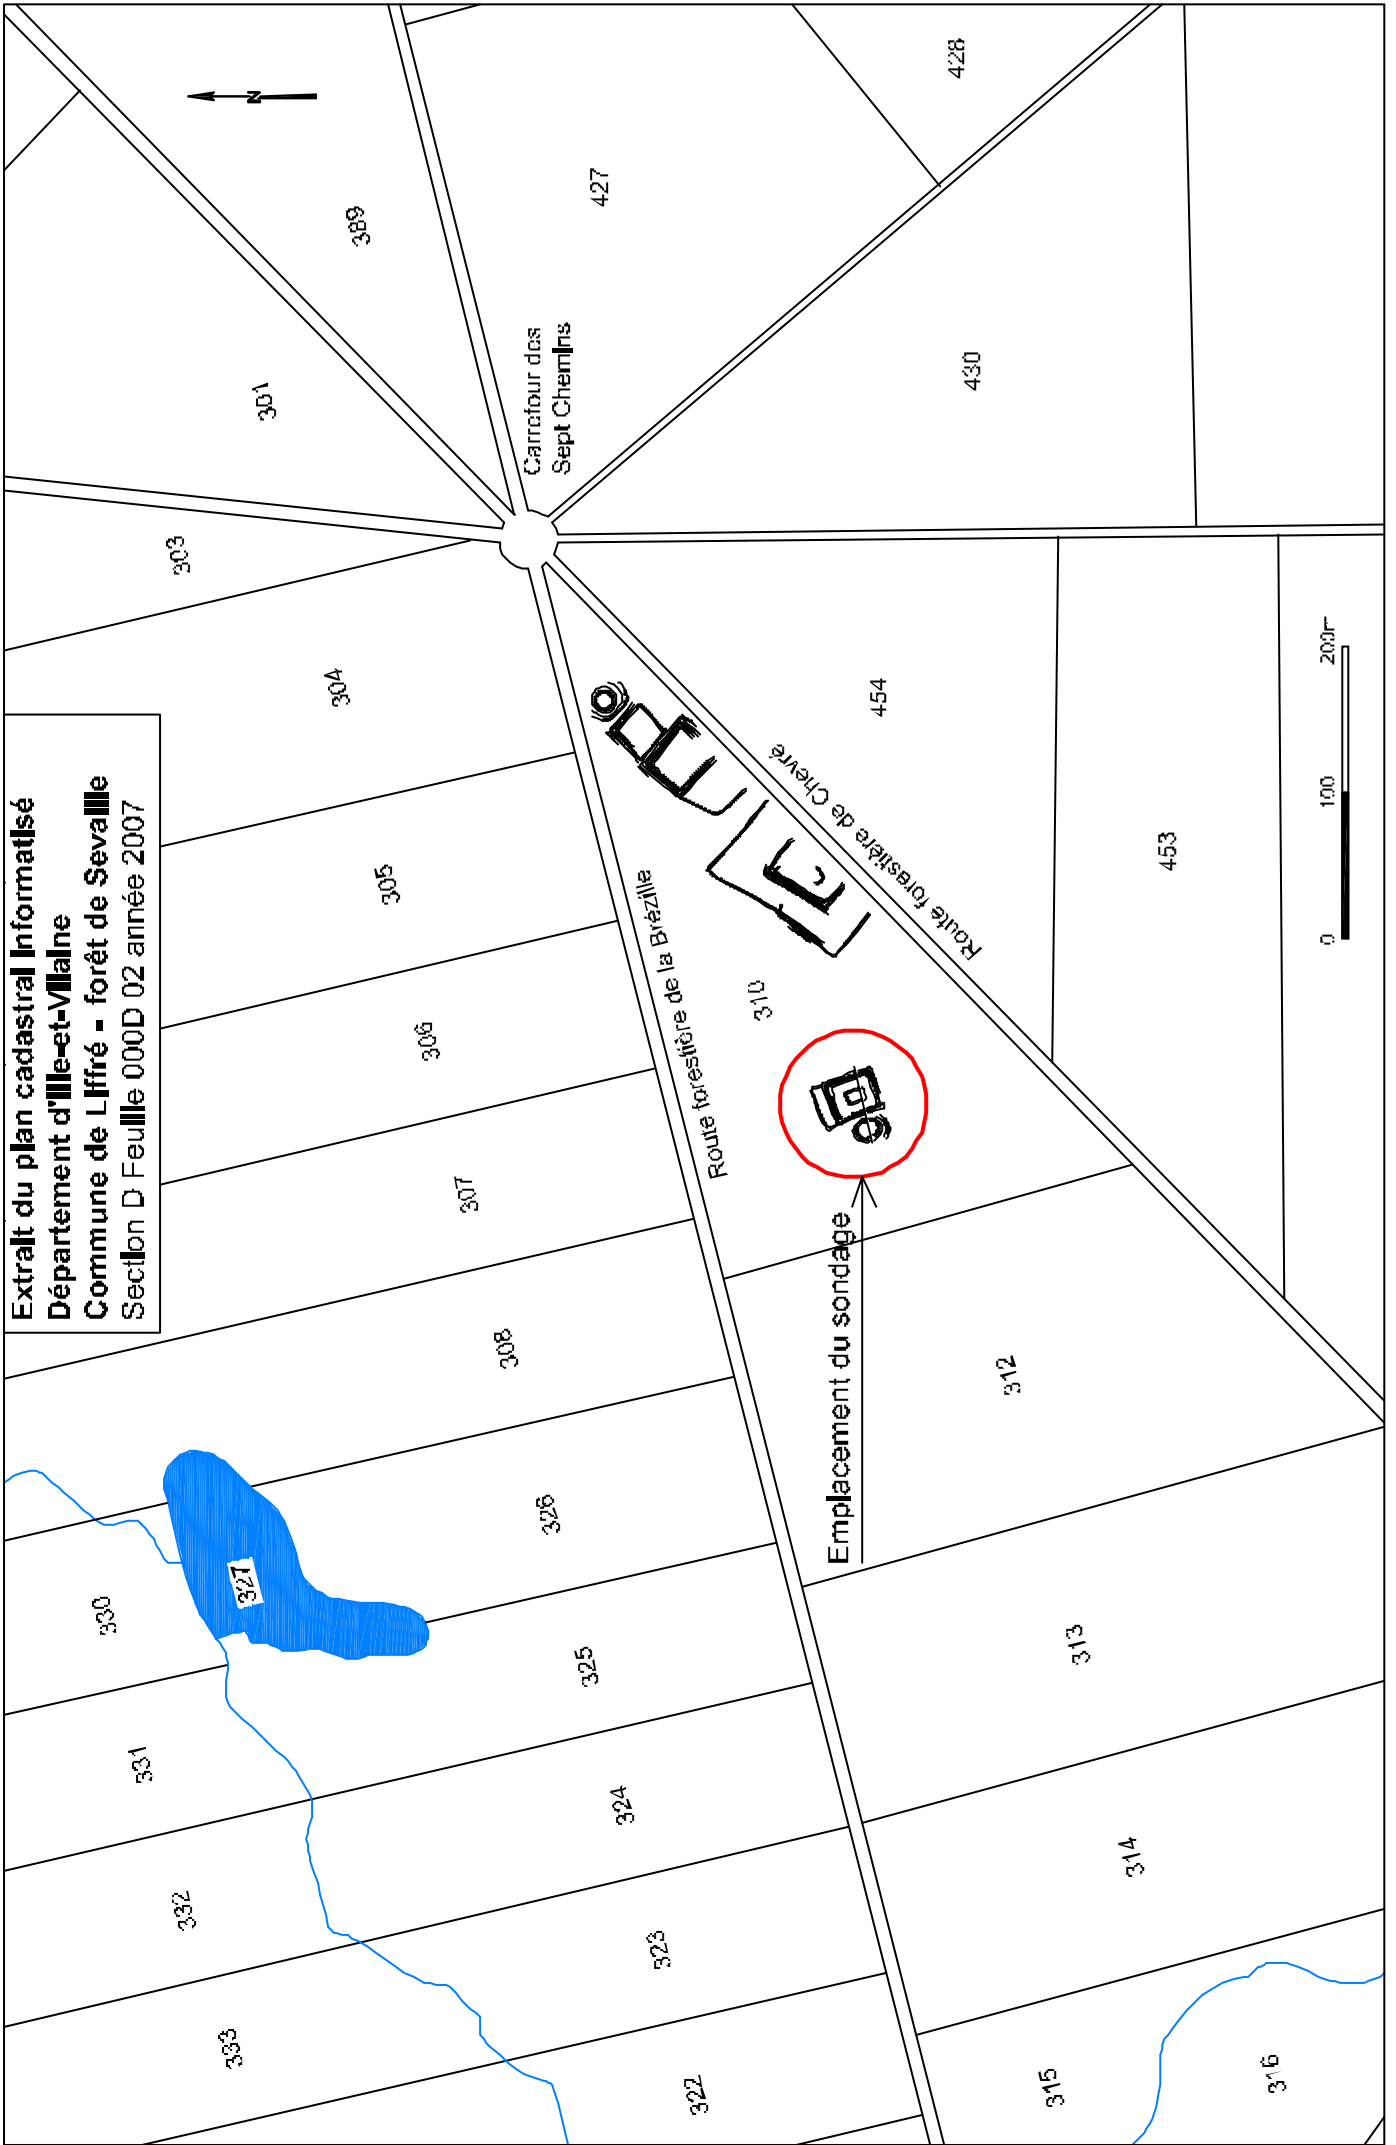 Extrait du plan cadastral informatisé
Département d'Ille-et-Vilaine
Commune de Liffré - forêt de Sevaille
Section D Feuille 000D 02 année 2007
N
333
332
331
330
327
322
323
324
325
326
308
307
306
305
304
303
301
389
427
428
430
Carrefour des
Sept Chemins
Route forestière de la Brézille
Route forestière de Chevré
310
Emplacement du sondage
312
313
314
315
316
454
453
0
100
200m